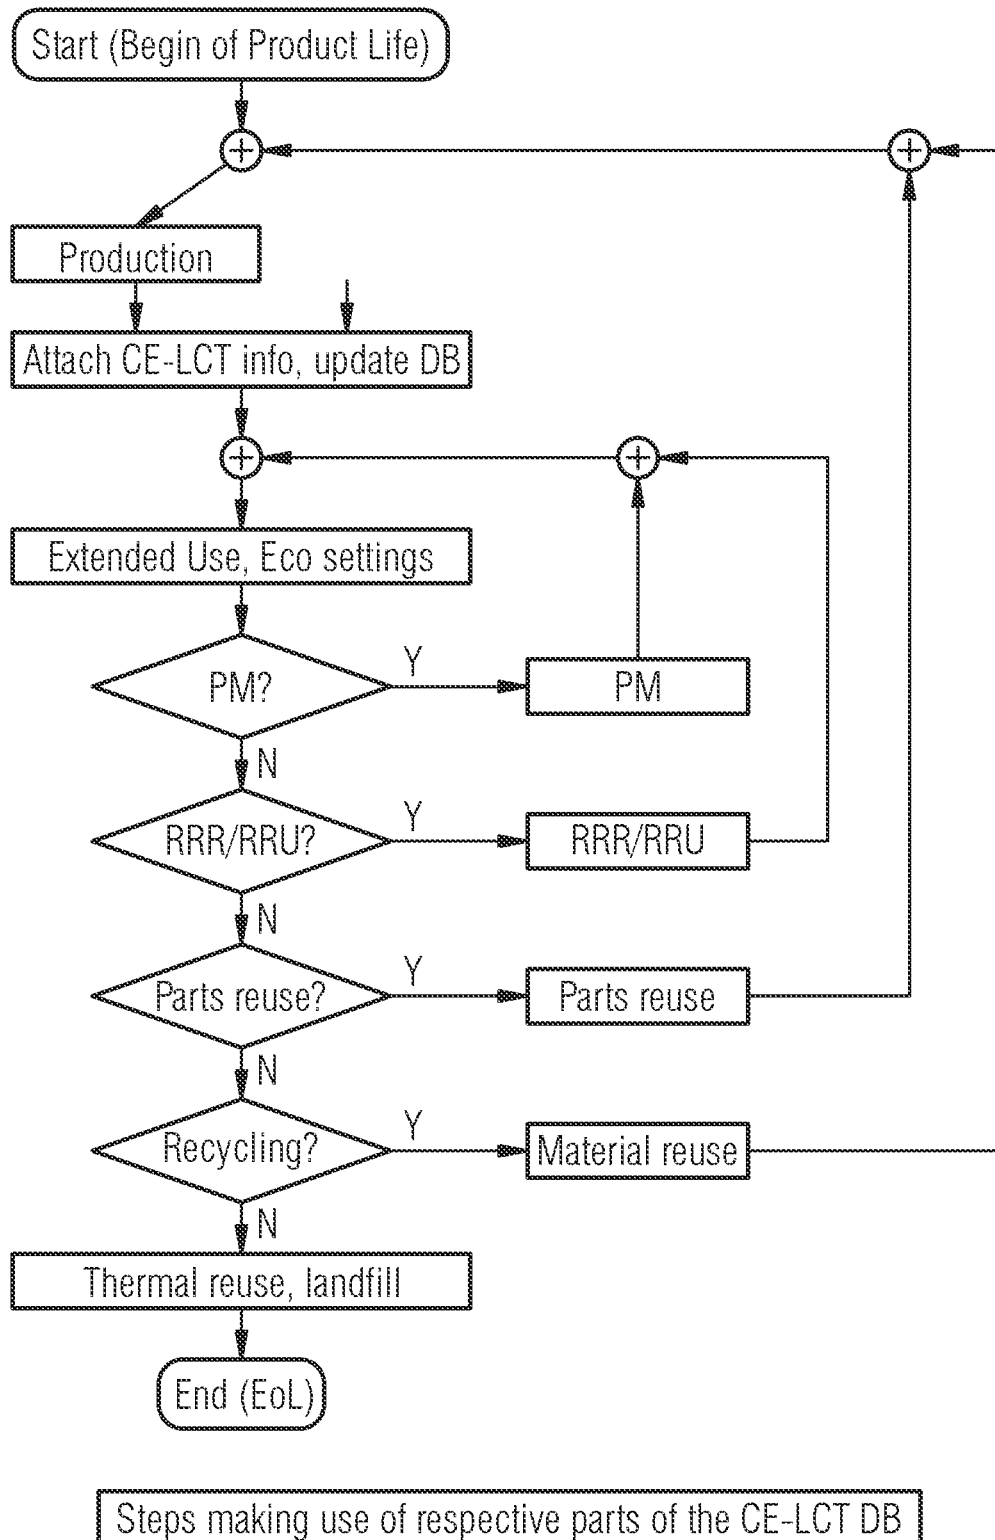 Start (Begin of Product Life)
+
+
Production
Attach CE-LCT info, update DB
+
+
Extended Use, Eco settings
PM?
Y
PM
N
RRR/RRU?
Y
RRR/RRU
N
Parts reuse?
Y
Parts reuse
N
Recycling?
Y
Material reuse
N
Thermal reuse, landfill
End (EoL)
Steps making use of respective parts of the CE-LCT DB